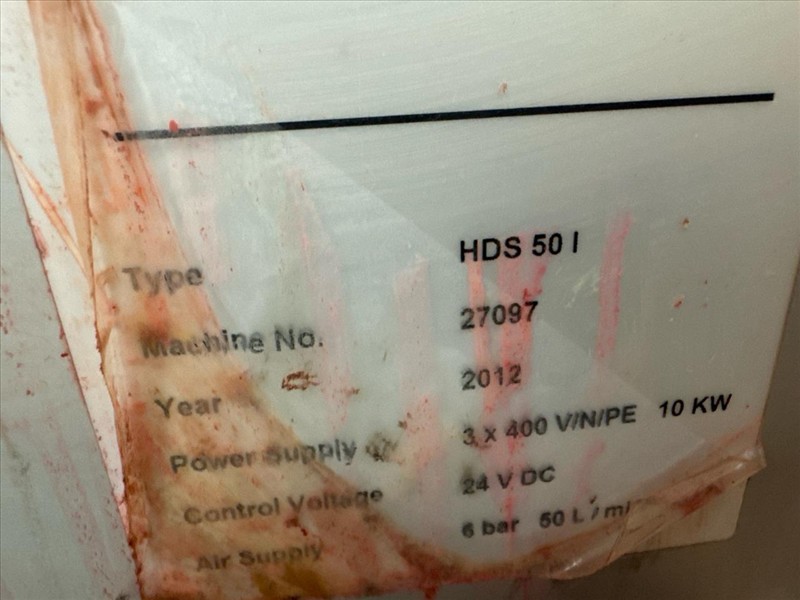 Type HDS 50 I
Machine No. 27097
Year 2012
Power Supply 3 x 400 V/N/PE 10 KW
Control Voltage 24 V DC
Air Supply 6 bar 50 L/